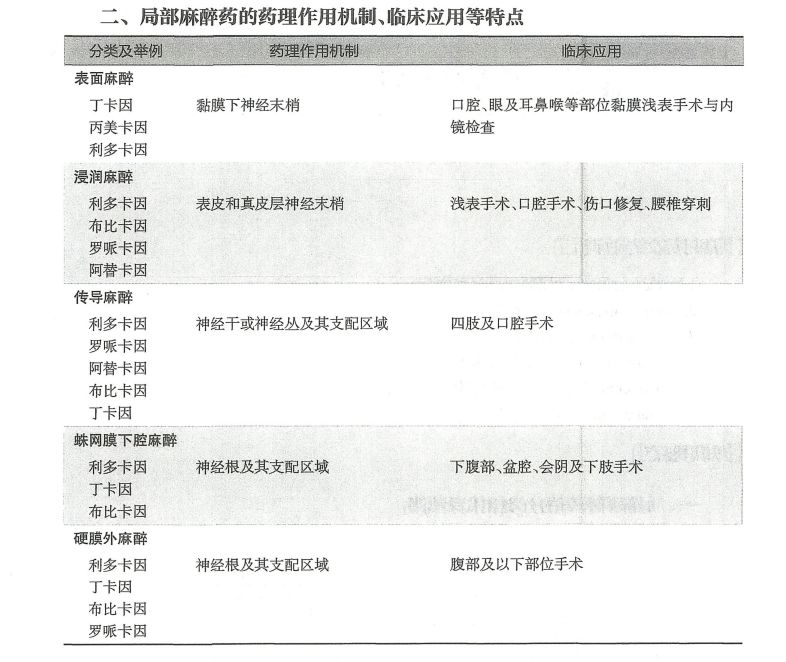 二、局部麻醉药的药理作用机制、临床应用等特点
分类及举例 药理作用机制 临床应用
表面麻醉
丁卡因 黏膜下神经末梢 口腔、眼及耳鼻喉等部位黏膜浅表手术与内
丙美卡因 镜检查
利多卡因
浸润麻醉
利多卡因 表皮和真皮层神经末梢 浅表手术、口腔手术、伤口修复、腰椎穿刺
布比卡因
罗哌卡因
阿替卡因
传导麻醉
利多卡因 神经干或神经丛及其支配区域 四肢及口腔手术
罗哌卡因
阿替卡因
布比卡因
丁卡因
蛛网膜下腔麻醉
利多卡因 神经根及其支配区域 下腹部、盆腔、会阴及下肢手术
丁卡因
布比卡因
硬膜外麻醉
利多卡因 神经根及其支配区域 腹部及以下部位手术
丁卡因
布比卡因
罗哌卡因